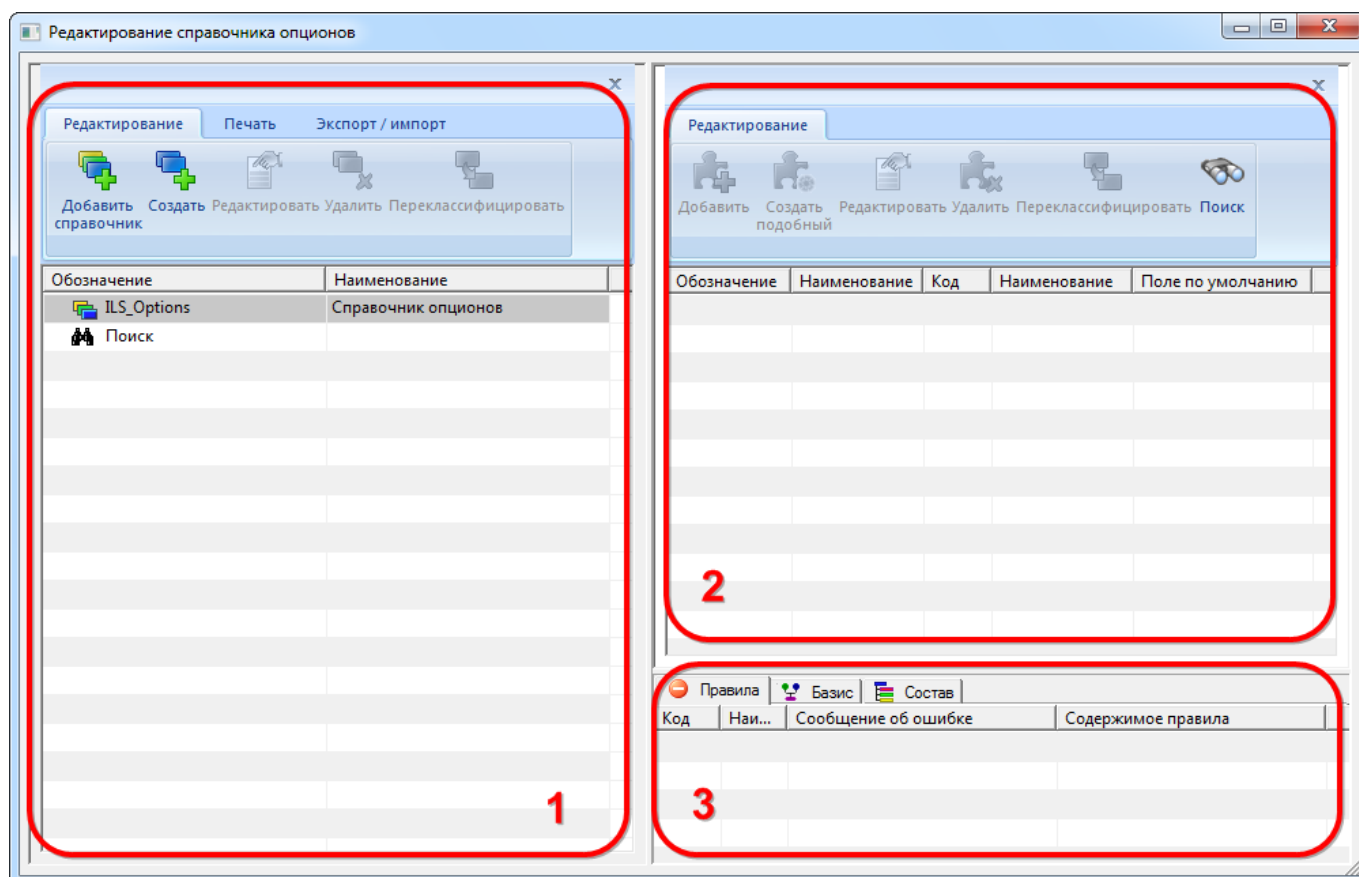 Редактирование справочника опционов
Редактирование Печать Экспорт / импорт
Добавить справочник Создать Редактировать Удалить Переклассифицировать
Обозначение Наименование
ILS_Options Справочник опционов
Поиск
1
Редактирование
Добавить Создать подобный Редактировать Удалить Переклассифицировать Поиск
Обозначение Наименование Код Наименование Поле по умолчанию
2
Правила Базис Состав
Код Наи... Сообщение об ошибке Содержимое правила
3